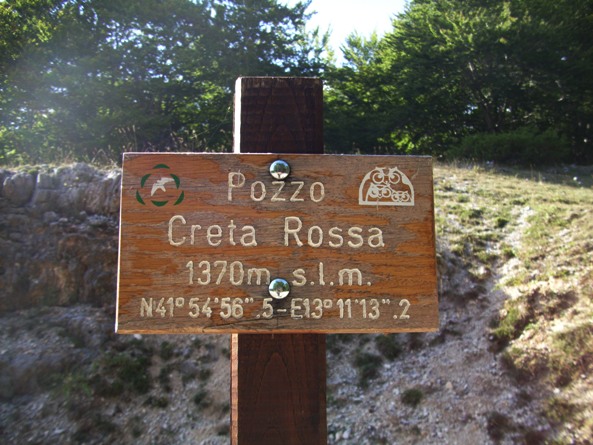 Pozzo
Creta Rossa
1370m s.l.m.
N41°54'56".5-E13°11'13".2